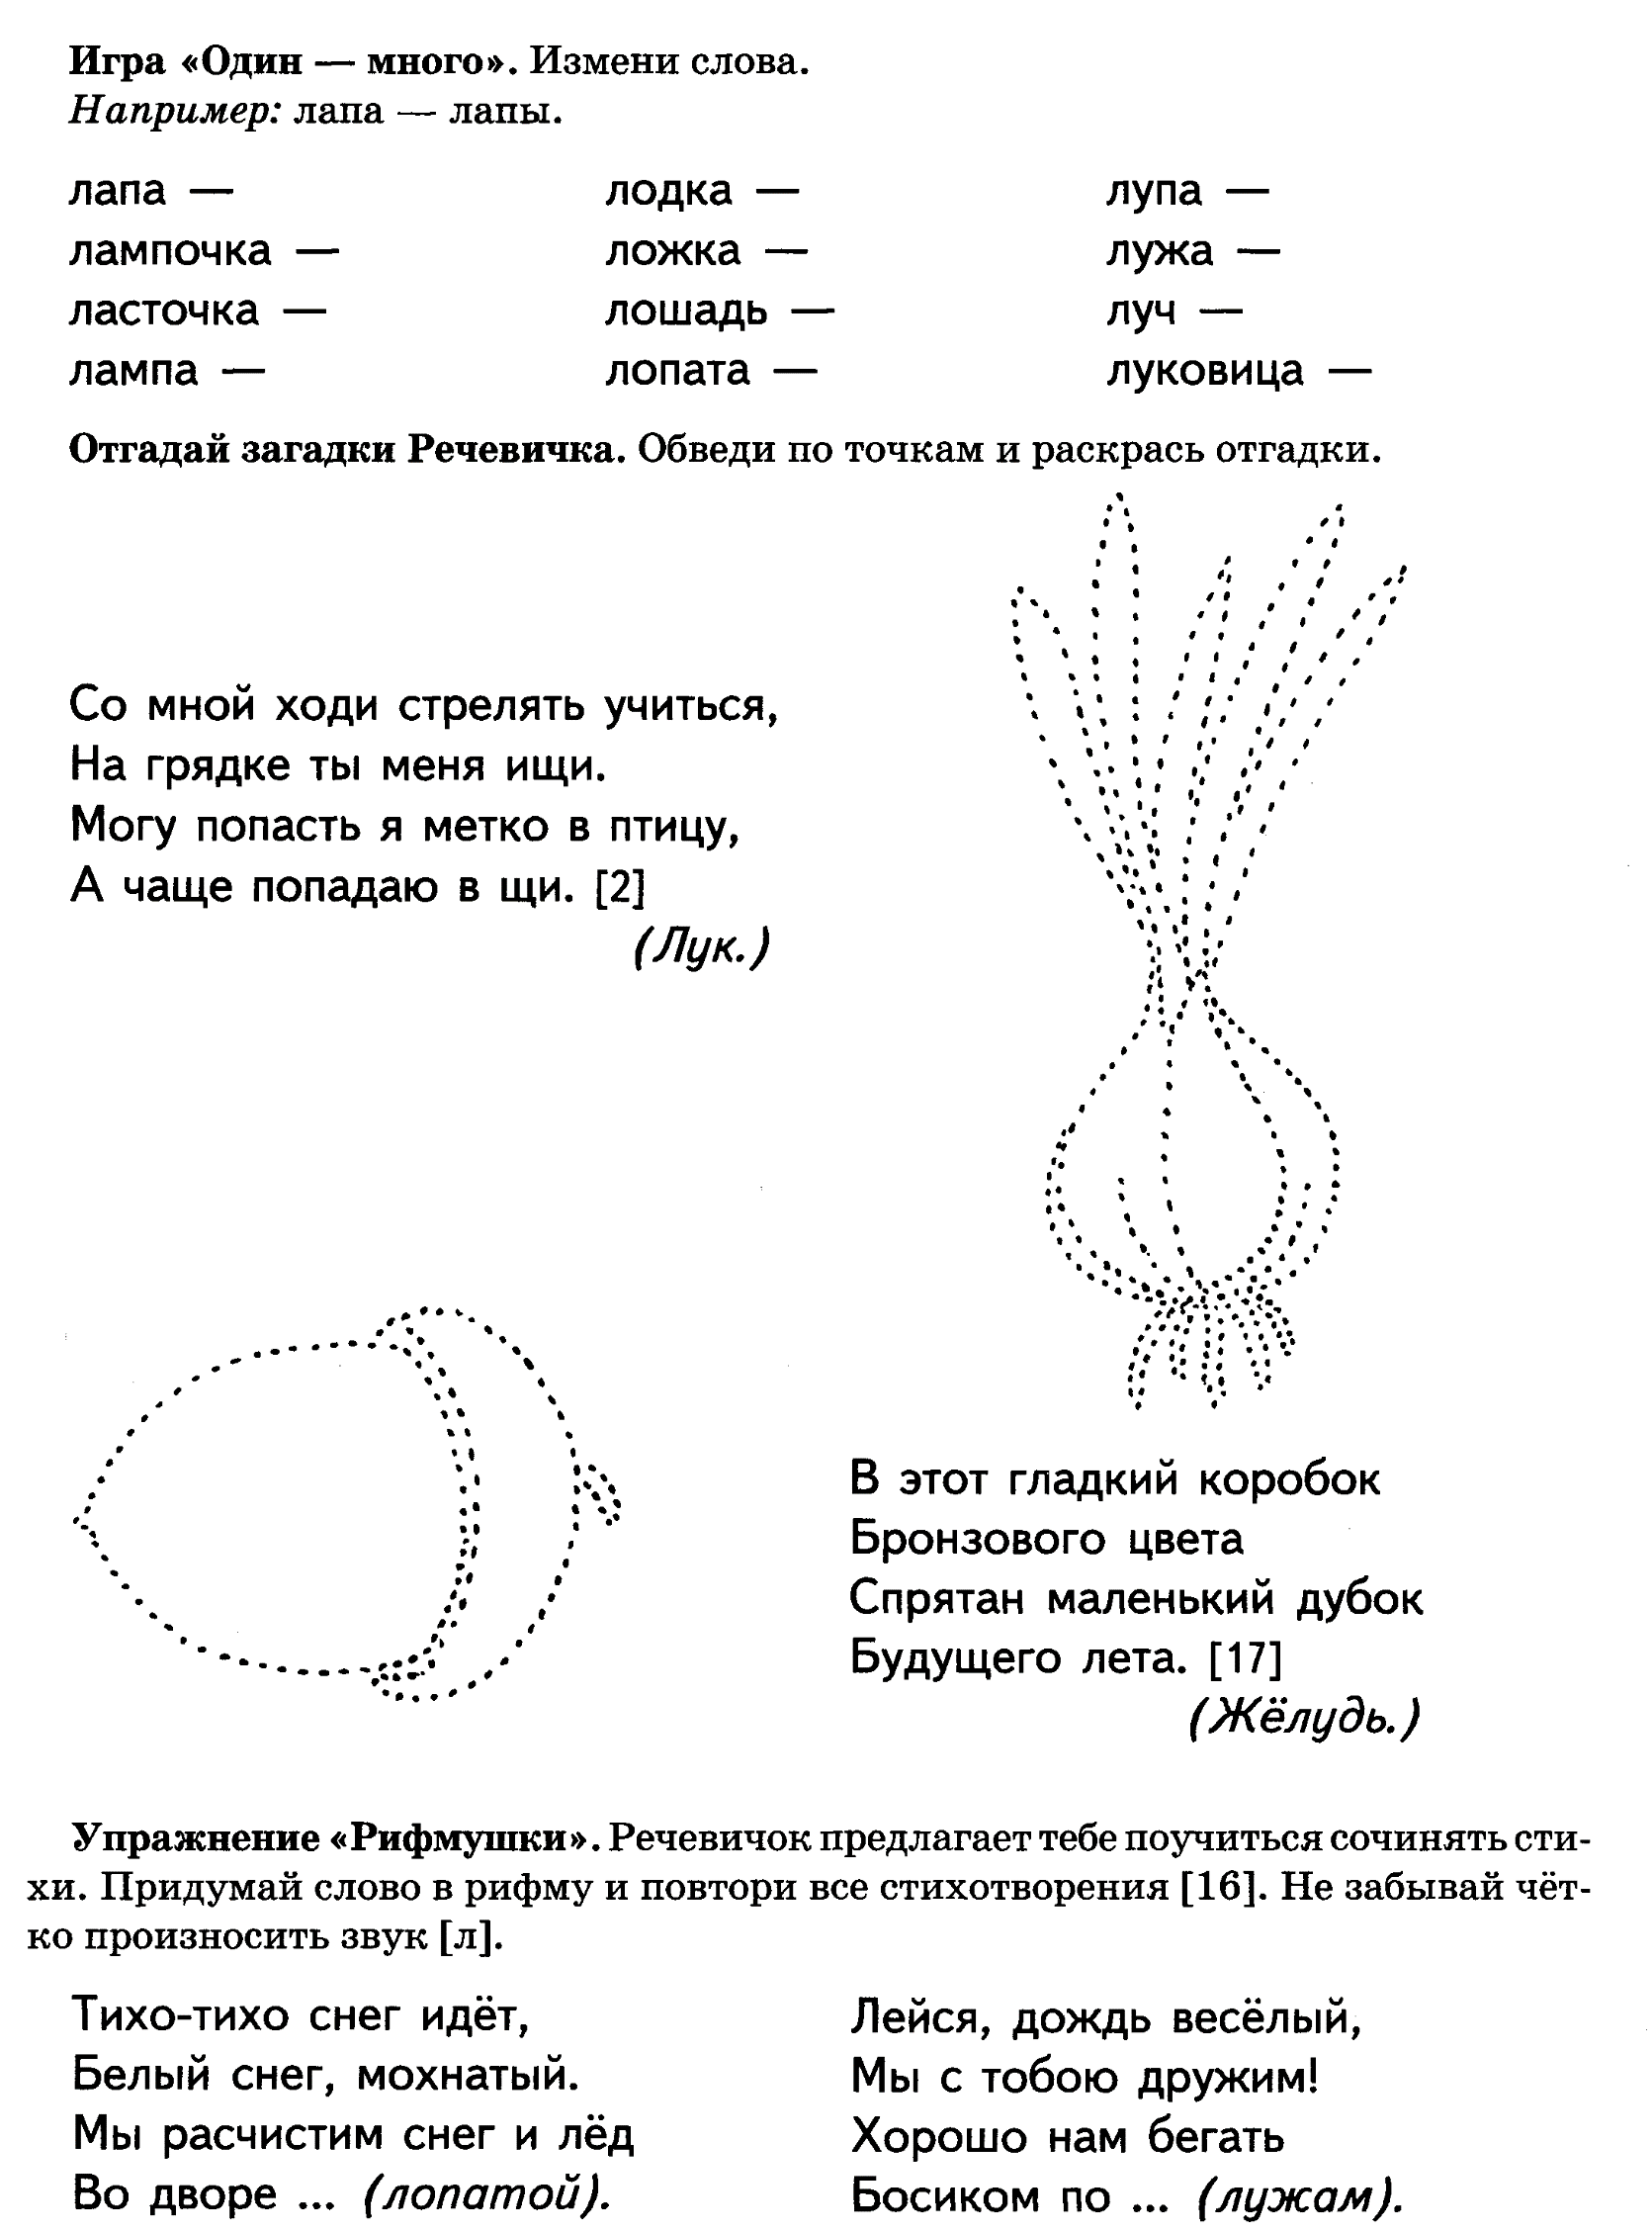 Игра «Один — много». Измени слова.
Например: лапа — лапы.
лапа — лодка — лупа —
лампочка — ложка — лужа —
ласточка — лошадь — луч —
лампа — лопата — луковица —
Отгадай загадки Речевичка. Обведи по точкам и раскрась отгадки.
Со мной ходи стрелять учиться,
На грядке ты меня ищи.
Могу попасть я метко в птицу,
А чаще попадаю в щи. [2]
(Лук.)
В этот гладкий коробок
Бронзового цвета
Спрятан маленький дубок
Будущего лета. [17]
(Жёлудь.)
Упражнение «Рифмушки». Речевичок предлагает тебе поучиться сочинять сти-
хи. Придумай слово в рифму и повтори все стихотворения [16]. Не забывай чёт-
ко произносить звук [л].
Тихо-тихо снег идёт,
Белый снег, мохнатый.
Мы расчистим снег и лёд
Во дворе ... (лопатой).
Лейся, дождь весёлый,
Мы с тобою дружим!
Хорошо нам бегать
Босиком по ... (лужам).